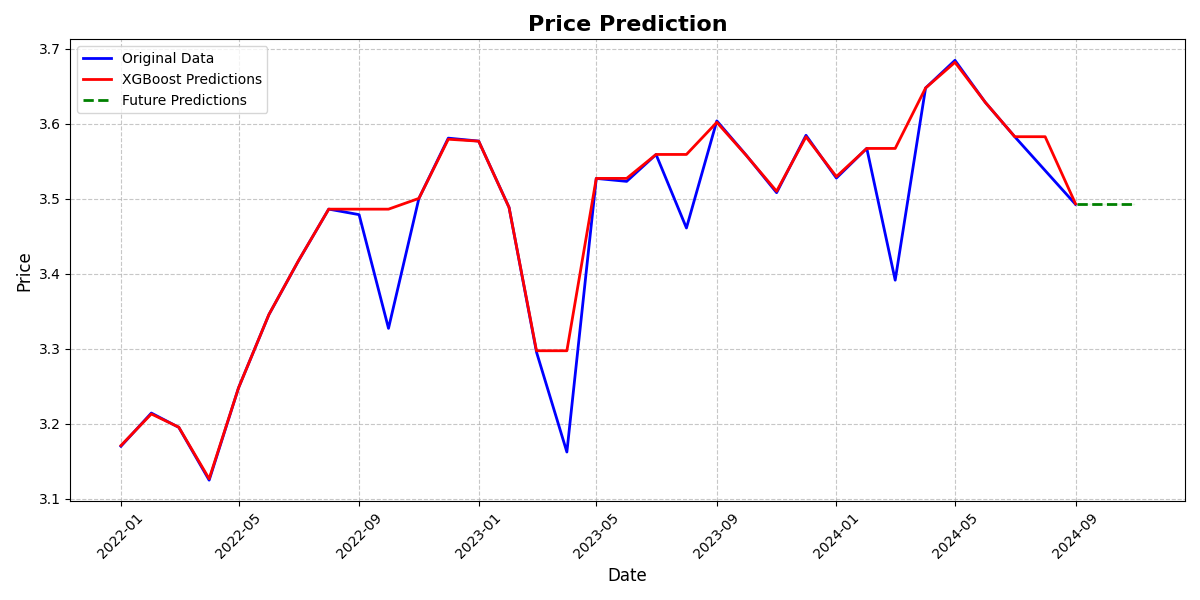 Price Prediction
Original Data
XGBoost Predictions
Future Predictions
Price
3.7
3.6
3.5
3.4
3.3
3.2
3.1
2022-01
2022-05
2022-09
2023-01
2023-05
2023-09
2024-01
2024-05
2024-09
Date